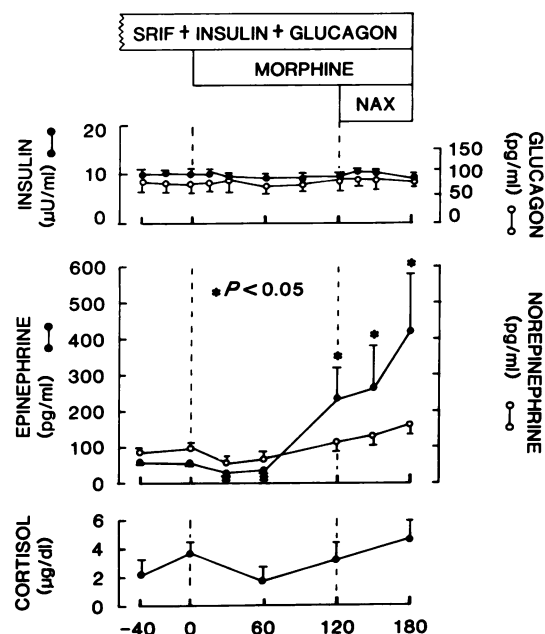 SRIF + INSULIN + GLUCAGON
MORPHINE
NAX
INSULIN
(µU/ml)
20
10
0
150
100
50
0
GLUCAGON
(pg/ml)
EPINEPHRINE
(pg/ml)
600
500
400
300
200
100
0
* P < 0.05
*
*
*
NOREPINEPHRINE
(pg/ml)
CORTISOL
(µg/dl)
6
4
2
0
-40 0 60 120 180